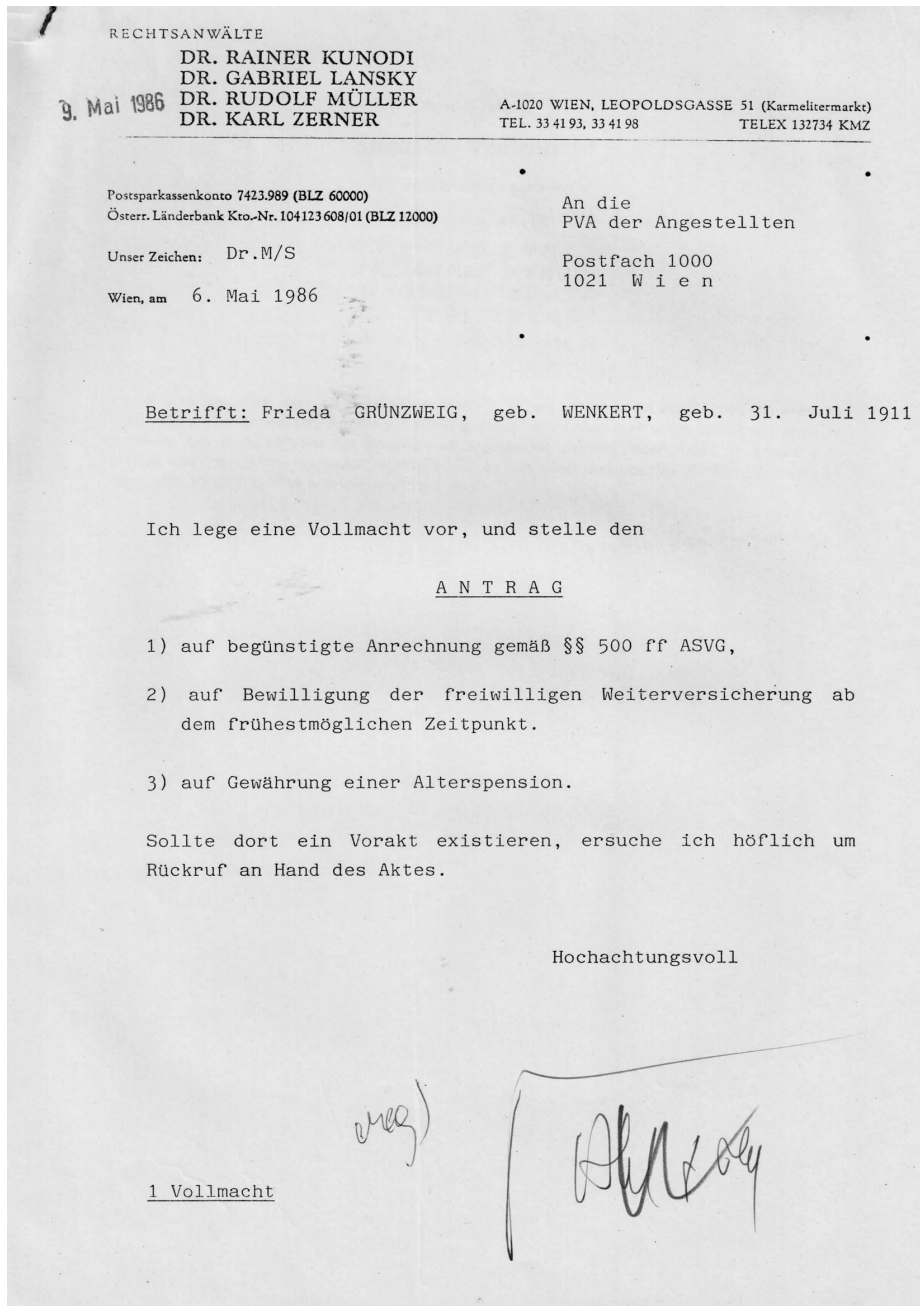 RECHTSANWÄLTE
DR. RAINER KUNODI
DR. GABRIEL LANSKY
DR. RUDOLF MÜLLER
DR. KARL ZERNER
9. Mai 1986
A-1020 WIEN, LEOPOLDSGASSE 51 (Karmelitermarkt)
TEL. 33 41 93, 33 41 98 TELEX 132734 KMZ
Postsparkassenkonto 7423.989 (BLZ 60000)
Österr. Länderbank Kto.-Nr. 104 123 608/01 (BLZ 12000)
Unser Zeichen: Dr.M/S
Wien, am 6. Mai 1986
An die
PVA der Angestellten
Postfach 1000
1021 W i e n
Betrifft: Frieda GRÜNZWEIG, geb. WENKERT, geb. 31. Juli 1911
Ich lege eine Vollmacht vor, und stelle den
A N T R A G
1) auf begünstigte Anrechnung gemäß §§ 500 ff ASVG,
2) auf Bewilligung der freiwilligen Weiterversicherung ab
dem frühestmöglichen Zeitpunkt.
3) auf Gewährung einer Alterspension.
Sollte dort ein Vorakt existieren, ersuche ich höflich um
Rückruf an Hand des Aktes.
Hochachtungsvoll
1 Vollmacht